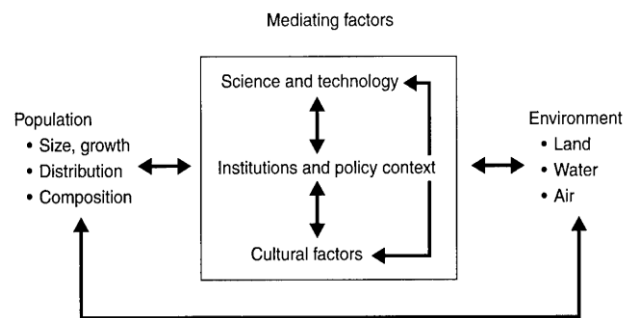 Mediating factors
Science and technology
Population
• Size, growth
• Distribution
• Composition
Institutions and policy context
Cultural factors
Environment
• Land
• Water
• Air